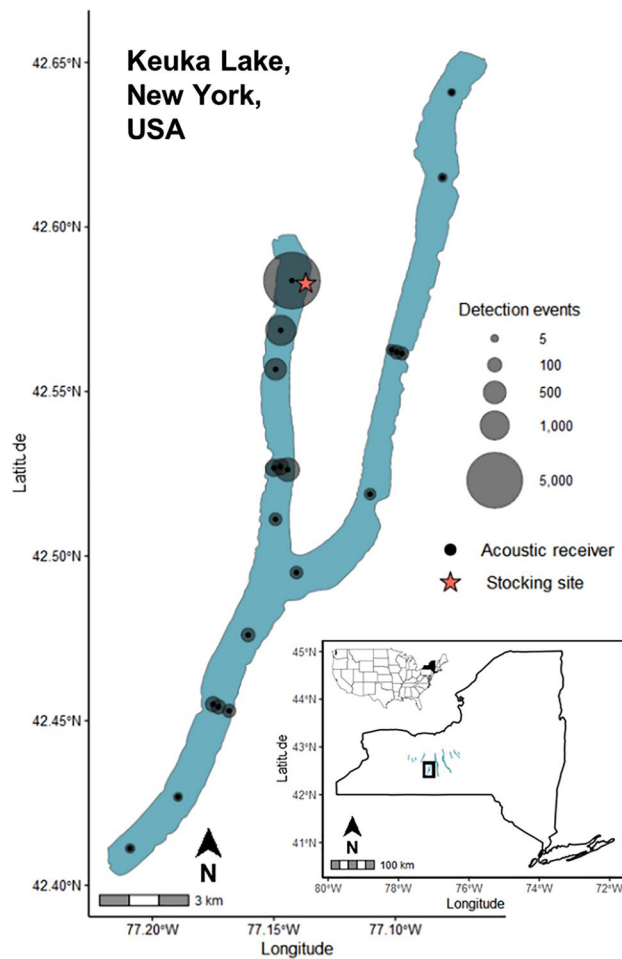 Keuka Lake,
New York,
USA
Latitude
42.65°N
42.60°N
42.55°N
42.50°N
42.45°N
42.40°N
77.20°W 77.15°W 77.10°W
Longitude
N
3 km
Detection events
5
100
500
1,000
5,000
Acoustic receiver
Stocking site
Latitude
45°N
44°N
43°N
42°N
41°N
N
100 km
80°W 78°W 76°W 74°W 72°W
Longitude